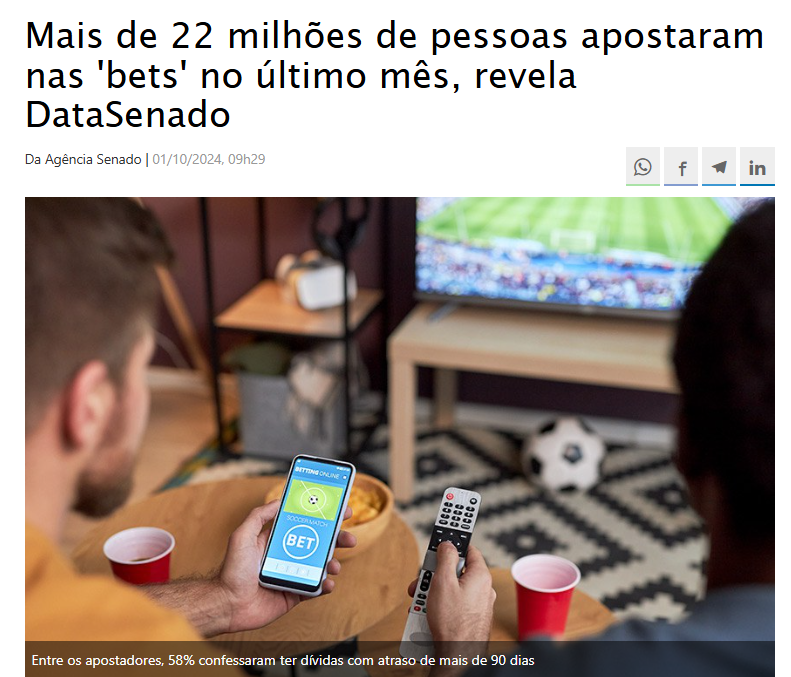 Mais de 22 milhões de pessoas apostaram
nas 'bets' no último mês, revela
DataSenado
Da Agência Senado | 01/10/2024, 09h29
BETTING ONLINE
SOCCER MATCH
BET
Entre os apostadores, 58% confessaram ter dívidas com atraso de mais de 90 dias